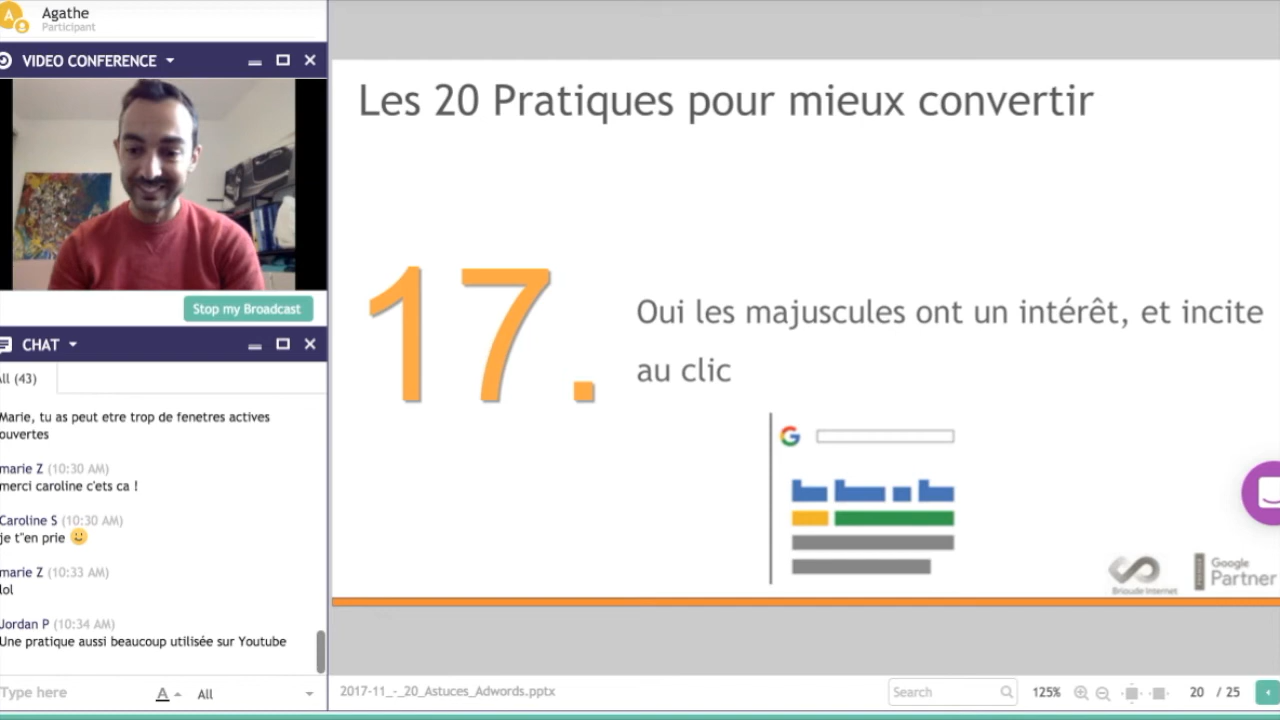 Agathe
Participant
VIDEO CONFERENCE
Stop my Broadcast
CHAT
All (43)
Marie, tu as peut etre trop de fenetres actives
ouvertes
marie Z (10:30 AM)
merci caroline c'ets ca !
Caroline S (10:30 AM)
je t"en prie
marie Z (10:33 AM)
lol
Jordan P (10:34 AM)
Une pratique aussi beaucoup utilisée sur Youtube
Type here
A
All
Les 20 Pratiques pour mieux convertir
17.
Oui les majuscules ont un intérêt, et incite
au clic
G
Brioude Internet
PREMIER
Google
Partner
2017-11_-_20_Astuces_Adwords.pptx
Search
125%
20 / 25